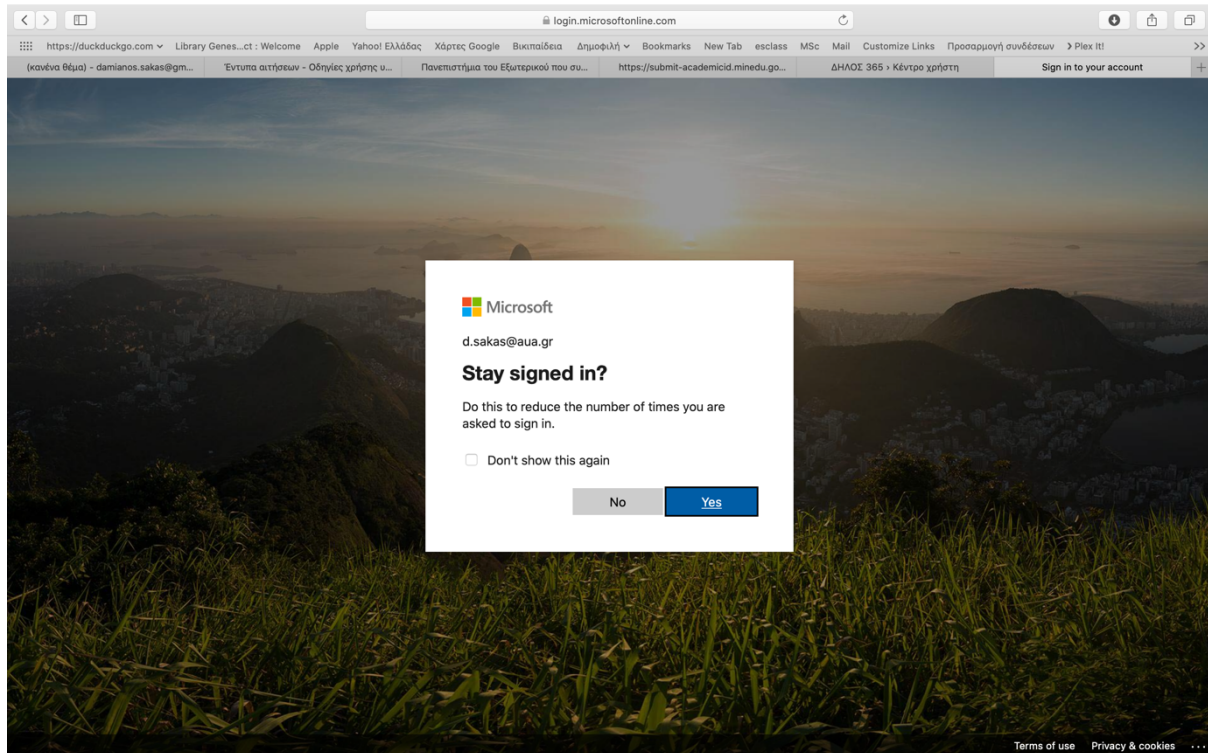 login.microsoftonline.com
https://duckduckgo.com Library Genes...ct : Welcome Apple Yahoo! Ελλάδας Χάρτες Google Βικιπαίδεια Δημοφιλή Bookmarks New Tab esclass MSc Mail Customize Links Προσαρμογή συνδέσεων ❯ Plex It! >>
(κανένα θέμα) - damianos.sakas@gm... Έντυπα αιτήσεων - Οδηγίες χρήσης υ... Πανεπιστήμια του Εξωτερικού που συ... https://submit-academicid.minedu.go... ΔΗΛΟΣ 365 › Κέντρο χρήστη Sign in to your account +
Microsoft
d.sakas@aua.gr
Stay signed in?
Do this to reduce the number of times you are
asked to sign in.
Don't show this again
No Yes
Terms of use Privacy & cookies ...